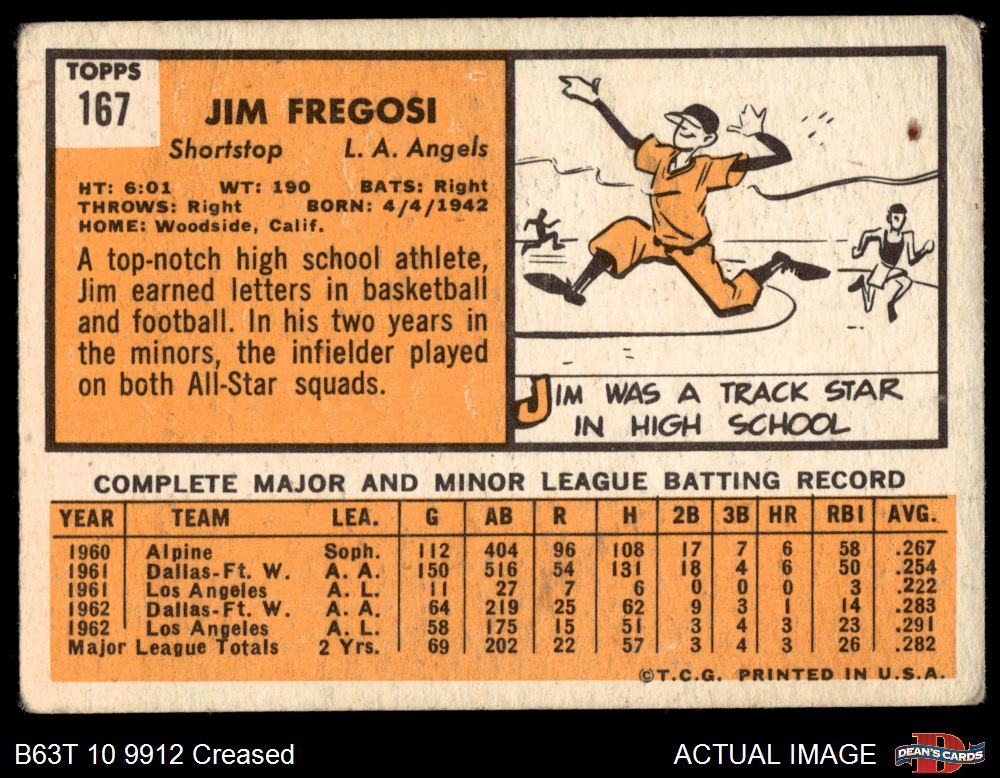 TOPPS
167
JIM FREGOSI
Shortstop L. A. Angels
HT: 6:01 WT: 190 BATS: Right
THROWS: Right BORN: 4/4/1942
HOME: Woodside, Calif.
A top-notch high school athlete,
Jim earned letters in basketball
and football. In his two years in
the minors, the infielder played
on both All-Star squads.
JIM WAS A TRACK STAR
IN HIGH SCHOOL
COMPLETE MAJOR AND MINOR LEAGUE BATTING RECORD
YEAR TEAM LEA. G AB R H 2B 3B HR RBI AVG.
1960 Alpine Soph. 112 404 96 108 17 7 6 58 .267
1961 Dallas-Ft. W. A. A. 150 516 54 131 18 4 6 50 .254
1961 Los Angeles A. L. 11 27 7 6 0 0 0 3 .222
1962 Dallas-Ft. W. A. A. 64 219 25 62 9 3 1 14 .283
1962 Los Angeles A. L. 58 175 15 51 3 4 3 23 .291
Major League Totals 2 Yrs. 69 202 22 57 3 4 3 26 .282
©T.C.G. PRINTED IN U.S.A.
B63T 10 9912 Creased
ACTUAL IMAGE
DEAN'S CARDS